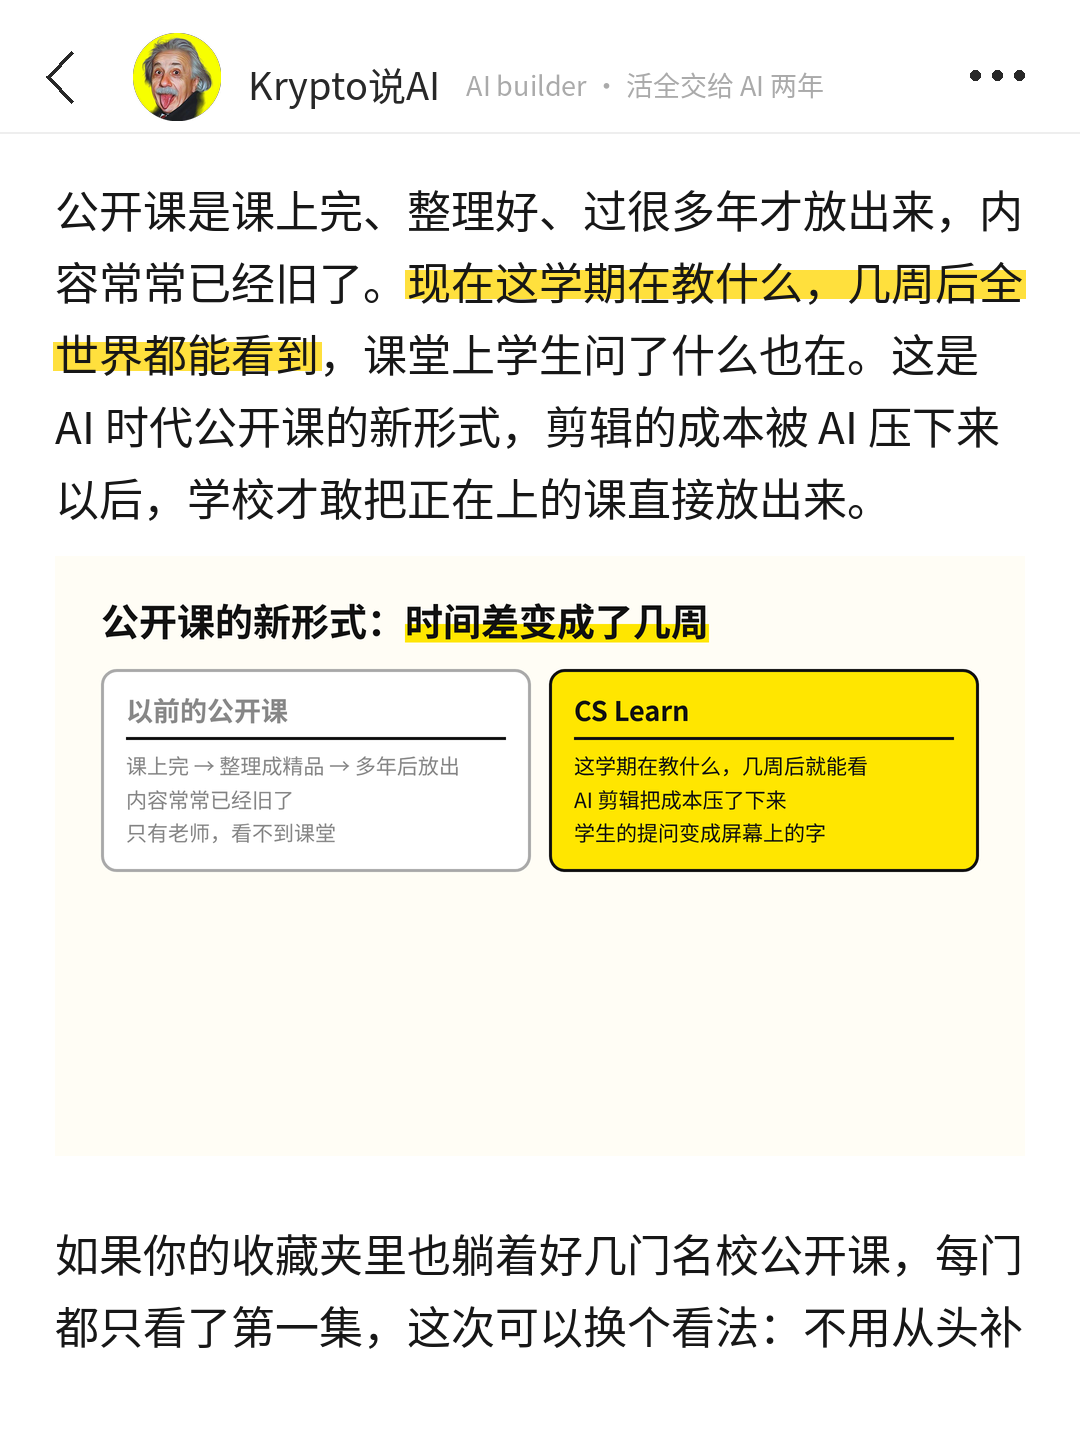 Krypto说AI AI builder · 活全交给 AI 两年
公开课是课上完、整理好、过很多年才放出来，内
容常常已经旧了。现在这学期在教什么，几周后全
世界都能看到，课堂上学生问了什么也在。这是
AI 时代公开课的新形式，剪辑的成本被 AI 压下来
以后，学校才敢把正在上的课直接放出来。
公开课的新形式：时间差变成了几周
以前的公开课
课上完 → 整理成精品 → 多年后放出
内容常常已经旧了
只有老师，看不到课堂
CS Learn
这学期在教什么，几周后就能看
AI 剪辑把成本压了下来
学生的提问变成屏幕上的字
如果你的收藏夹里也躺着好几门名校公开课，每门
都只看了第一集，这次可以换个看法：不用从头补